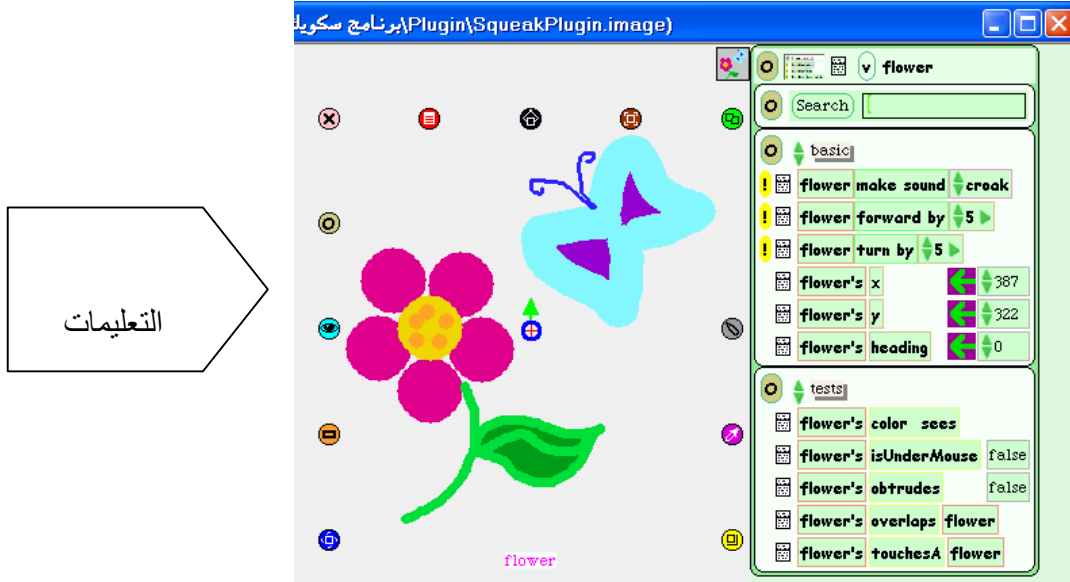 برنامج سكويك\Plugin\SqueakPlugin.image)
v flower
Search
basic
! flower make sound croak
! flower forward by 5
! flower turn by 5
flower's x 387
flower's y 322
flower's heading 0
tests
flower's color sees
flower's isUnderMouse false
flower's obtrudes false
flower's overlaps flower
flower's touchesA flower
flower
التعليمات